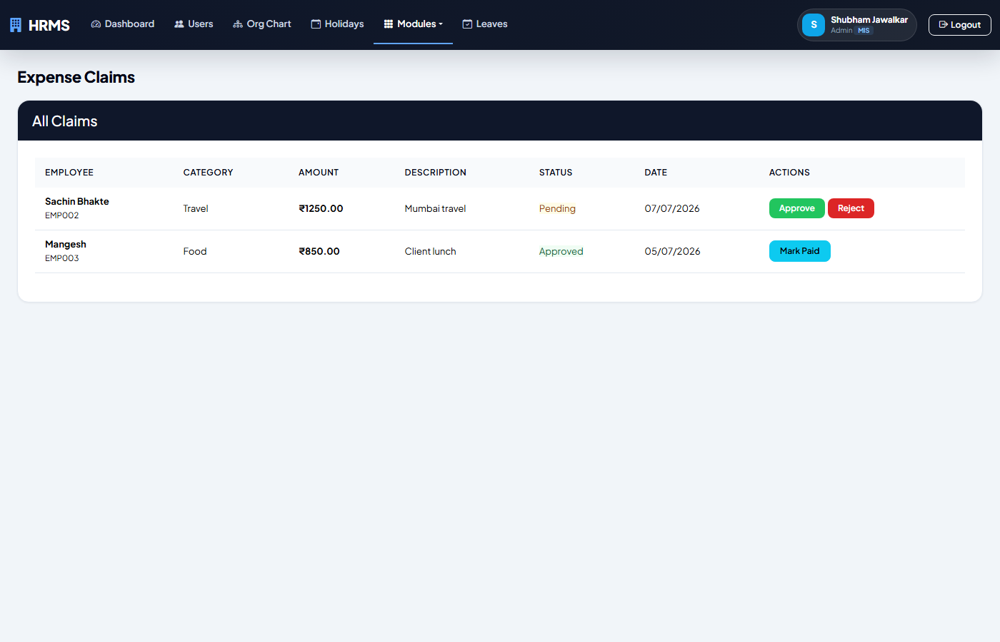 HRMS Dashboard Users Org Chart Holidays Modules Leaves S Shubham Jawalkar Logout
Admin MIS
Expense Claims
All Claims
EMPLOYEE CATEGORY AMOUNT DESCRIPTION STATUS DATE ACTIONS
Sachin Bhakte
EMP002 Travel ₹1250.00 Mumbai travel Pending 07/07/2026 Approve Reject
Mangesh
EMP003 Food ₹850.00 Client lunch Approved 05/07/2026 Mark Paid